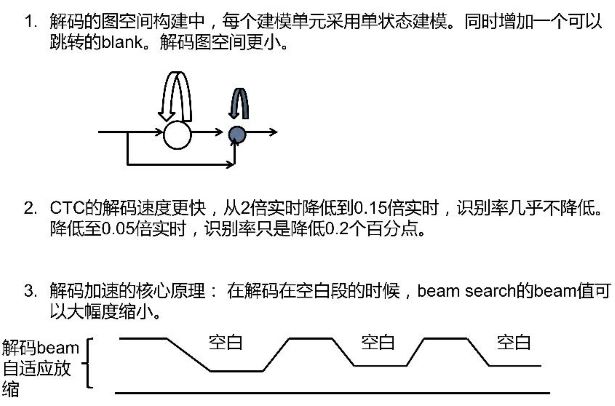 1. 解码的图空间构建中，每个建模单元采用单状态建模。同时增加一个可以
跳转的blank。解码图空间更小。
2. CTC的解码速度更快，从2倍实时降低到0.15倍实时，识别率几乎不降低。
降低至0.05倍实时，识别率只是降低0.2个百分点。
3. 解码加速的核心原理： 在解码在空白段的时候，beam search的beam值可
以大幅度缩小。
解码beam
自适应放
缩
空白
空白
空白